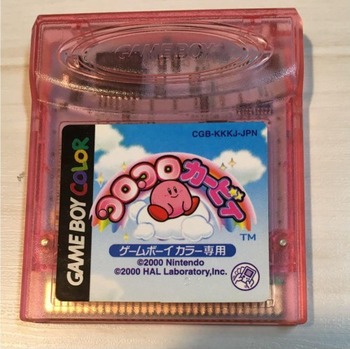 GAME BOY
CGB-KKKJ-JPN
GAME BOY COLOR
コロコロカービィ
TM
ゲームボーイカラー専用
©2000 Nintendo
©2000 HAL Laboratory,Inc.